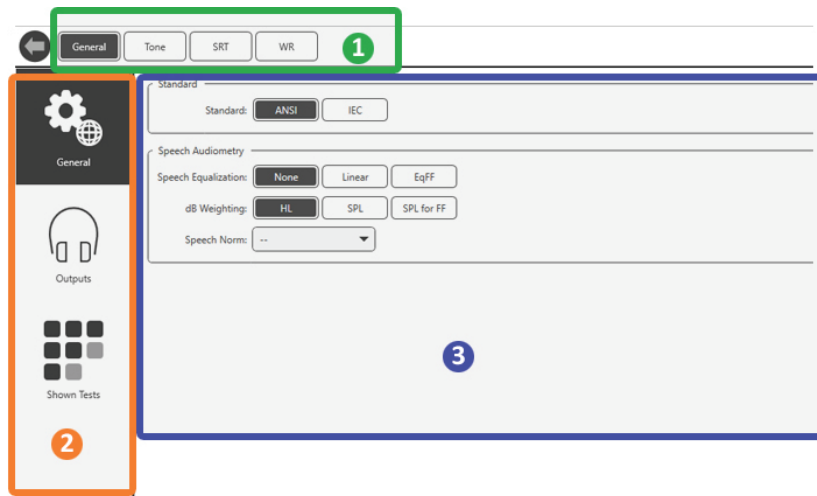 General Tone SRT WR 1
Standard
Standard: ANSI IEC
General
Speech Audiometry
Speech Equalization: None Linear EqFF
dB Weighting: HL SPL SPL for FF
Speech Norm: --
Outputs
3
Shown Tests
2